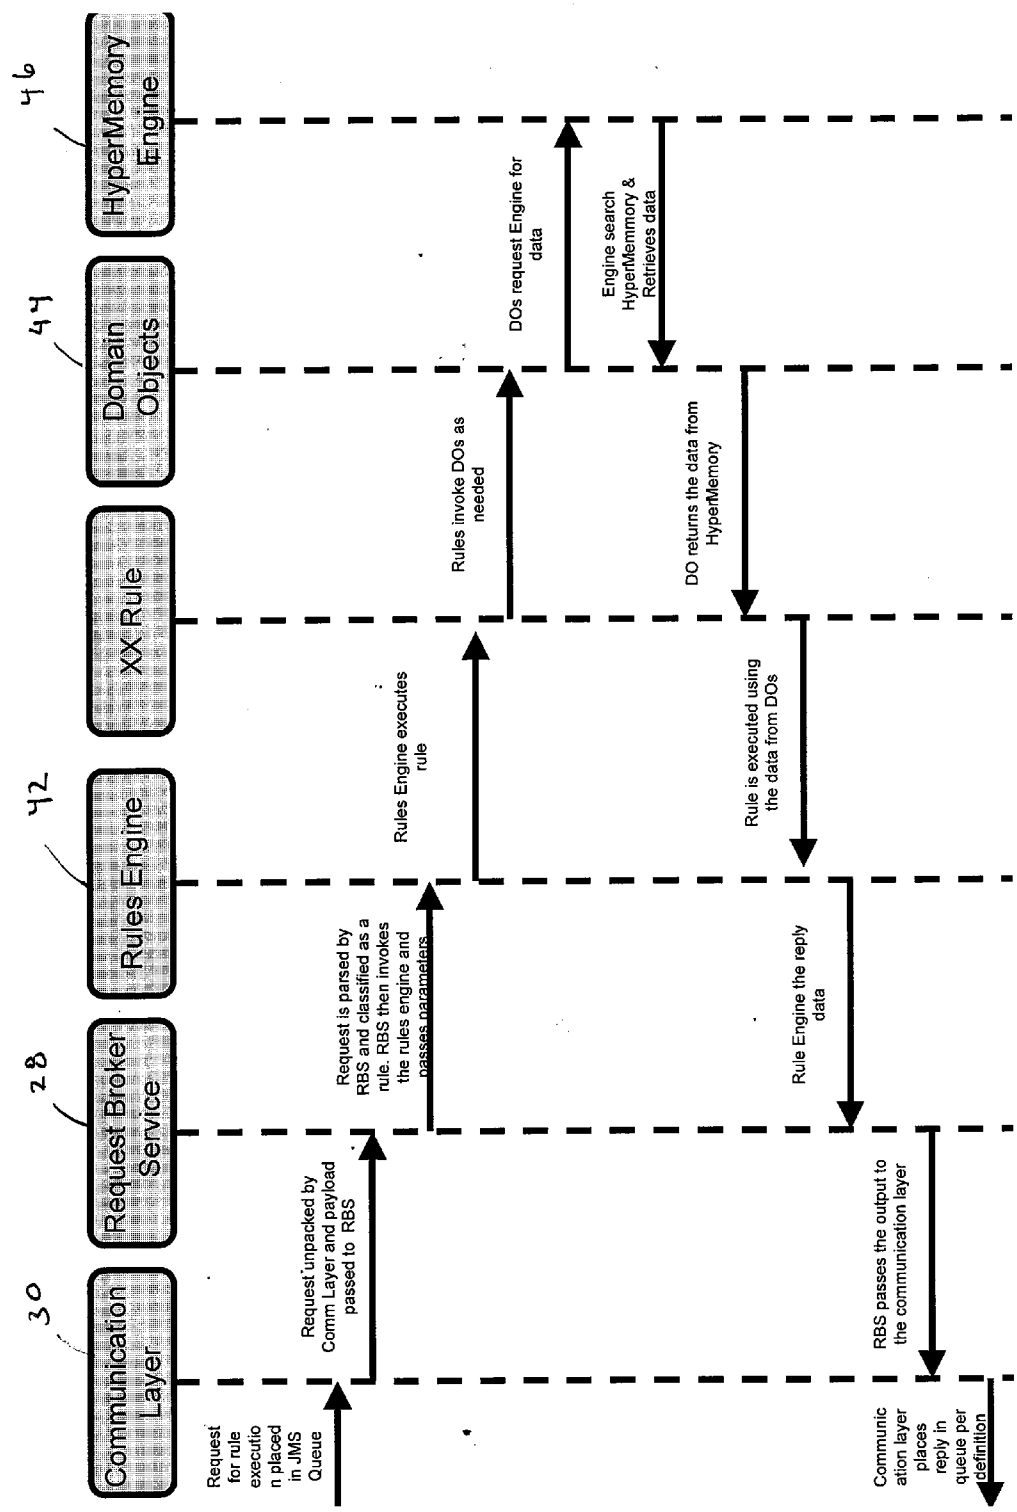 30
28
42
44
46
Communication
Layer
Request Broker
Service
Rules Engine
XX Rule
Domain
Objects
HyperMemory
Engine
Request
for rule
executio
n placed
in JMS
Queue
Request unpacked by
Comm Layer and payload
passed to RBS
Request is parsed by
RBS and classified as a
rule. RBS then invokes
the rules engine and
passes parameters
Rules Engine executes
rule
Rules invoke DOs as
needed
DOs request Engine for
data
Engine search
HyperMemmory &
Retrieves data
DO returns the data from
HyperMemory
Rule is executed using
the data from DOs
Rule Engine the reply
data
RBS passes the output to
the communication layer
Communic
ation layer
places
reply in
queue per
definition